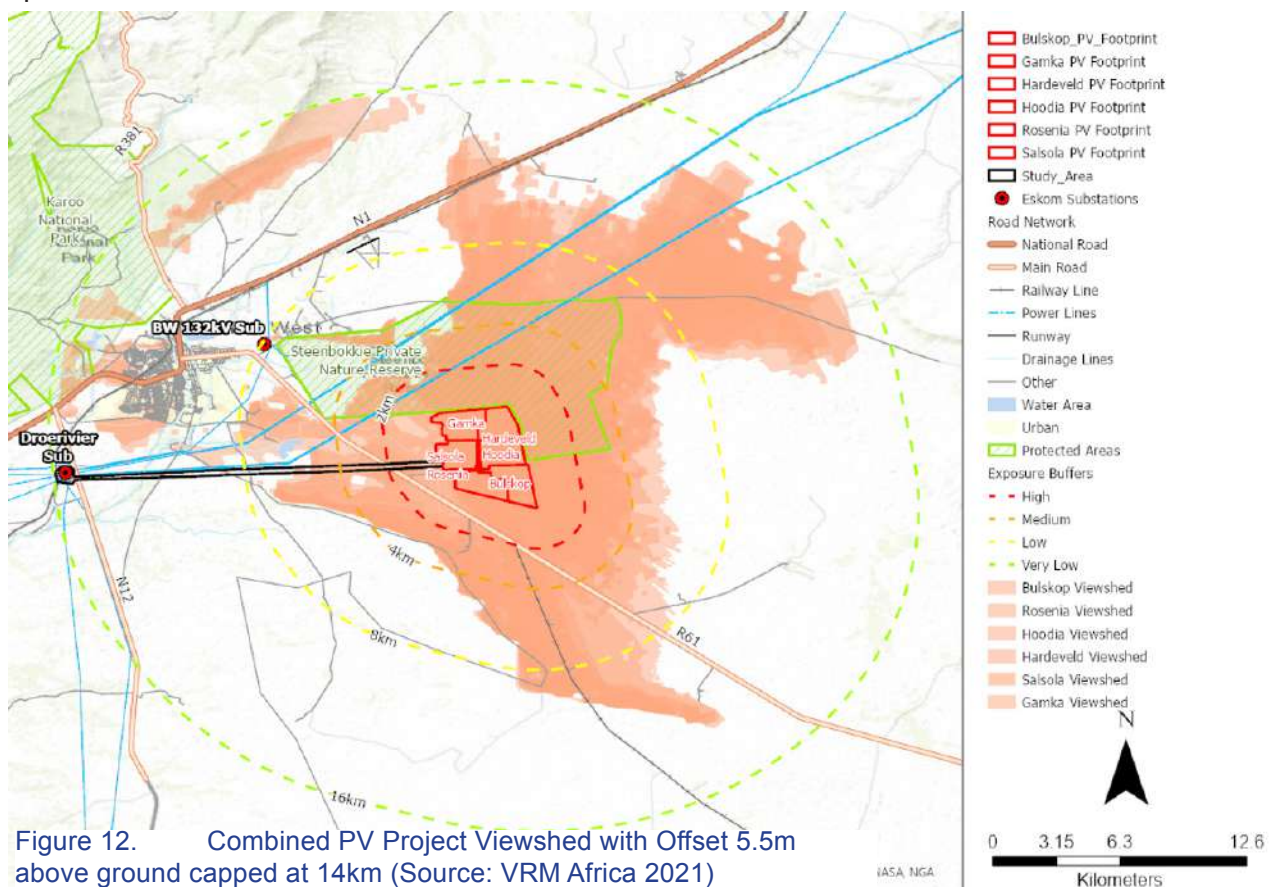 R381
Karoo
National
Park
N1
BW 132kV Sub
West
Steenbokkie Private
Nature Reserve
2km
Gamka
Hardeveld
Hoodia
Salsola
Rosenia
Bulskop
Droerivier
Sub
4km
N12
8km
R61
16km
NASA, NGA
Figure 12. Combined PV Project Viewshed with Offset 5.5m
above ground capped at 14km (Source: VRM Africa 2021)
Bulskop_PV_Footprint
Gamka PV Footprint
Hardeveld PV Footprint
Hoodia PV Footprint
Rosenia PV Footprint
Salsola PV Footprint
Study_Area
Eskom Substations
Road Network
National Road
Main Road
Railway Line
Power Lines
Runway
Drainage Lines
Other
Water Area
Urban
Protected Areas
Exposure Buffers
High
Medium
Low
Very Low
Bulskop Viewshed
Rosenia Viewshed
Hoodia Viewshed
Hardeveld Viewshed
Salsola Viewshed
Gamka Viewshed
N
0 3.15 6.3 12.6
Kilometers